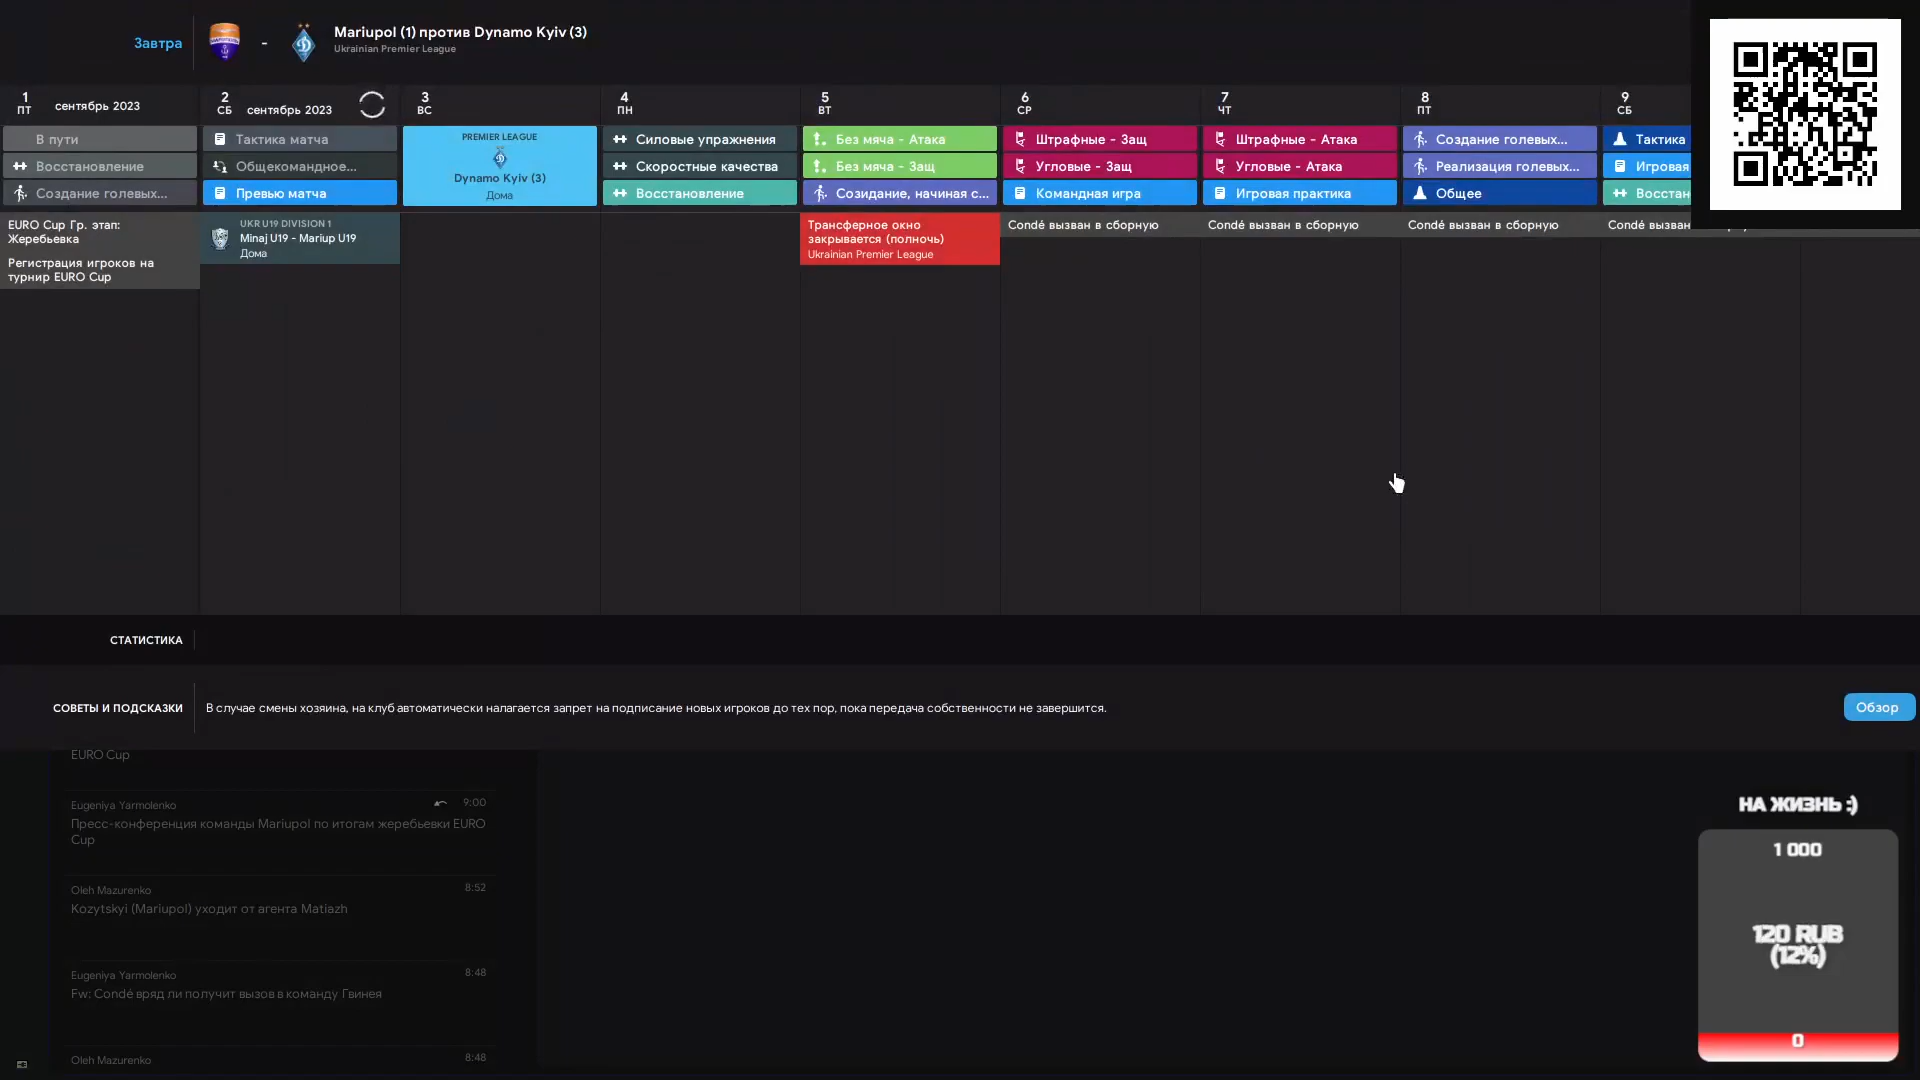 Завтра
-
Mariupol (1) против Dynamo Kyiv (3)
Ukrainian Premier League
1
ПТ
сентябрь 2023
2
СБ
сентябрь 2023
3
ВС
4
ПН
5
ВТ
6
СР
7
ЧТ
8
ПТ
9
СБ
В пути
Восстановление
Создание голевых...
Тактика матча
Общекомандное...
Превью матча
PREMIER LEAGUE
Dynamo Kyiv (3)
Дома
Силовые упражнения
Скоростные качества
Восстановление
Без мяча - Атака
Без мяча - Защ
Созидание, начиная с...
Штрафные - Защ
Угловые - Защ
Командная игра
Штрафные - Атака
Угловые - Атака
Игровая практика
Создание голевых...
Реализация голевых...
Общее
Тактика
Игровая
Восстан
EURO Cup Гр. этап:
Жеребьевка
Регистрация игроков на
турнир EURO Cup
UKR U19 DIVISION 1
Minaj U19 - Mariup U19
Дома
Трансферное окно
закрывается (полночь)
Ukrainian Premier League
Condé вызван в сборную
Condé вызван в сборную
Condé вызван в сборную
Condé вызван
СТАТИСТИКА
СОВЕТЫ И ПОДСКАЗКИ
В случае смены хозяина, на клуб автоматически налагается запрет на подписание новых игроков до тех пор, пока передача собственности не завершится.
Обзор
EURO Cup
Eugeniya Yarmolenko
9:00
Пресс-конференция команды Mariupol по итогам жеребьевки EURO
Cup
Oleh Mazurenko
8:52
Kozytskyi (Mariupol) уходит от агента Matiazh
Eugeniya Yarmolenko
8:48
Fw: Condé вряд ли получит вызов в команду Гвинея
Oleh Mazurenko
8:48
НА ЖИЗНЬ :)
1 000
120 RUB
(12%)
0